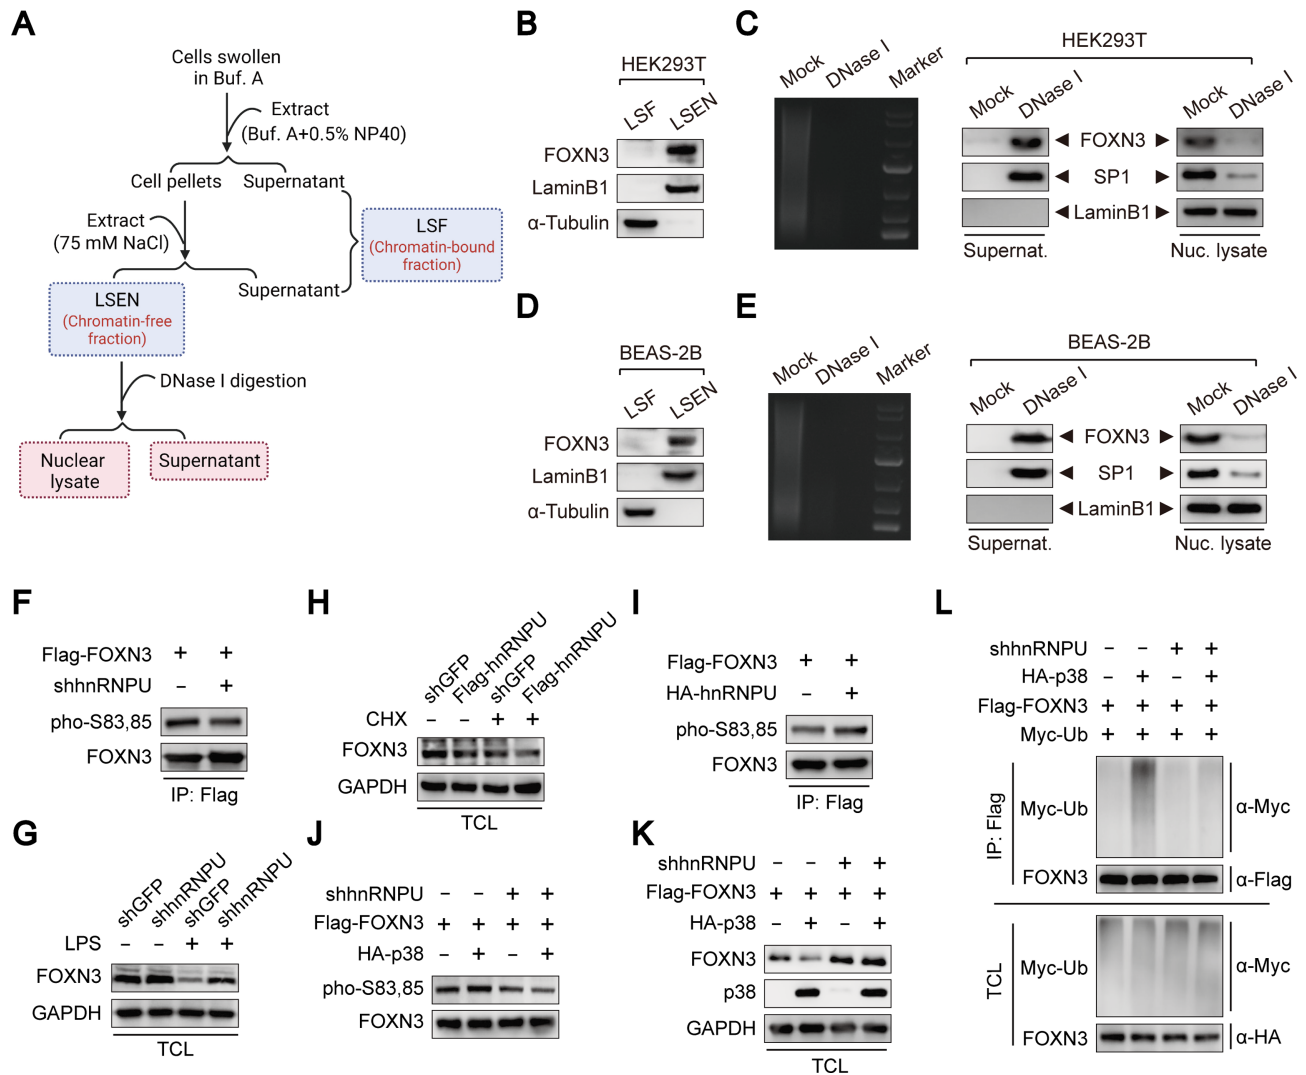 A
Cells swollen
in Buf. A
Extract
(Buf. A+0.5% NP40)
Cell pellets
Supernatant
Extract
(75 mM NaCl)
LSF
(Chromatin-bound
fraction)
Supernatant
LSEN
(Chromatin-free
fraction)
DNase I digestion
Nuclear
lysate
Supernatant
B
HEK293T
LSF
LSEN
FOXN3
LaminB1
α-Tubulin
C
Mock
DNase I
Marker
HEK293T
Mock
DNase I
Mock
DNase I
FOXN3
SP1
LaminB1
Supernat.
Nuc. lysate
D
BEAS-2B
LSF
LSEN
FOXN3
LaminB1
α-Tubulin
E
Mock
DNase I
Marker
BEAS-2B
Mock
DNase I
Mock
DNase I
FOXN3
SP1
LaminB1
Supernat.
Nuc. lysate
F
Flag-FOXN3 + +
shhnRNPU – +
pho-S83,85
FOXN3
IP: Flag
G
shGFP
shhnRNPU
shGFP
shhnRNPU
LPS – – + +
FOXN3
GAPDH
TCL
H
shGFP
Flag-hnRNPU
shGFP
Flag-hnRNPU
CHX – – + +
FOXN3
GAPDH
TCL
I
Flag-FOXN3 + +
HA-hnRNPU – +
pho-S83,85
FOXN3
IP: Flag
J
shhnRNPU – – + +
Flag-FOXN3 + + + +
HA-p38 – + – +
pho-S83,85
FOXN3
K
shhnRNPU – – + +
Flag-FOXN3 + + + +
HA-p38 – + – +
FOXN3
p38
GAPDH
TCL
L
shhnRNPU – – + +
HA-p38 – + – +
Flag-FOXN3 + + + +
Myc-Ub + + + +
IP: Flag
Myc-Ub
α-Myc
FOXN3
α-Flag
TCL
Myc-Ub
α-Myc
FOXN3
α-HA